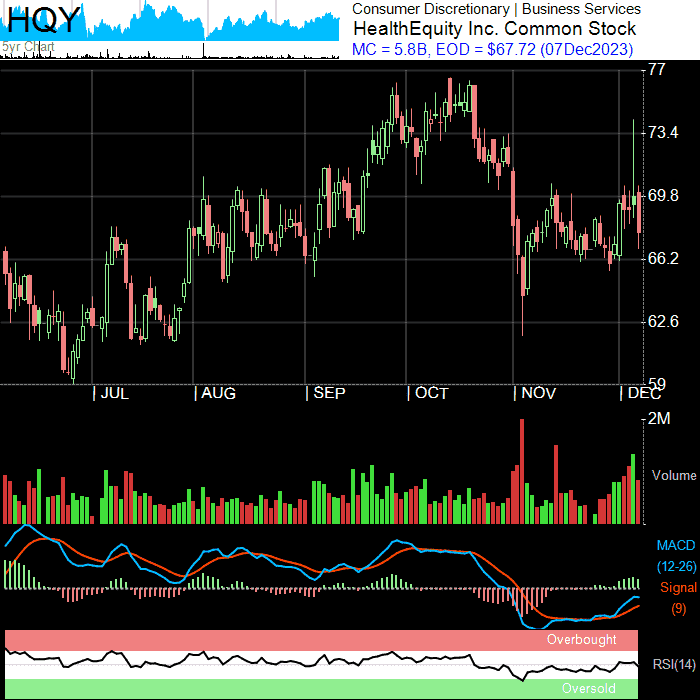 HQY
5yr Chart
Consumer Discretionary | Business Services
HealthEquity Inc. Common Stock
MC = 5.8B, EOD = $67.72 (07Dec2023)
77
73.4
69.8
66.2
62.6
59
| JUL | AUG | SEP | OCT | NOV | DEC
2M
Volume
MACD
(12-26)
Signal
(9)
Overbought
RSI(14)
Oversold